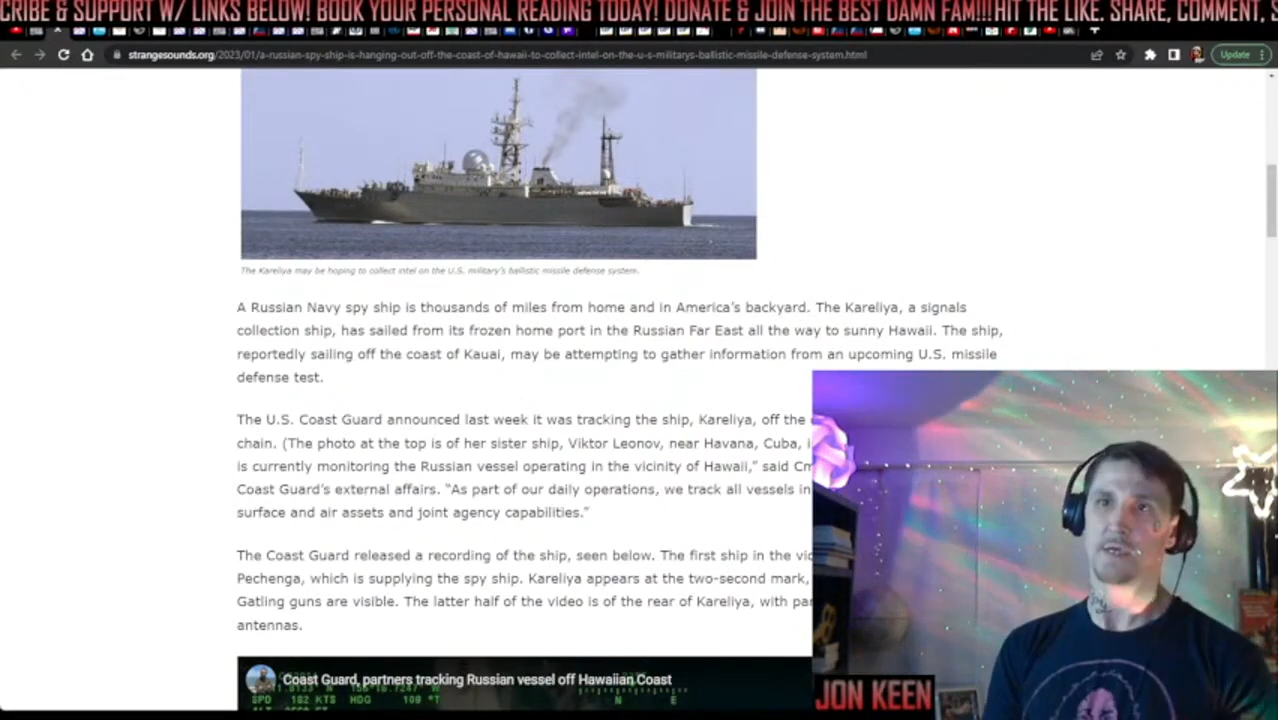 CRIBE & SUPPORT W/ LINKS BELOW! BOOK YOUR PERSONAL READING TODAY! DONATE & JOIN THE BEST DAMN FAM!!! HIT THE LIKE. SHARE, COMMENT, S
strangesounds.org/2023/01/a-russian-spy-ship-is-hanging-out-off-the-coast-of-hawaii-to-collect-intel-on-the-u-s-militarys-ballistic-missile-defense-system.html
Update
The Kareliya may be hoping to collect intel on the U.S. military's ballistic missile defense system.
A Russian Navy spy ship is thousands of miles from home and in America's backyard. The Kareliya, a signals
collection ship, has sailed from its frozen home port in the Russian Far East all the way to sunny Hawaii. The ship,
reportedly sailing off the coast of Kauai, may be attempting to gather information from an upcoming U.S. missile
defense test.
The U.S. Coast Guard announced last week it was tracking the ship, Kareliya, off the
chain. (The photo at the top is of her sister ship, Viktor Leonov, near Havana, Cuba, i
is currently monitoring the Russian vessel operating in the vicinity of Hawaii,” said Cm
Coast Guard's external affairs. “As part of our daily operations, we track all vessels in
surface and air assets and joint agency capabilities.”
The Coast Guard released a recording of the ship, seen below. The first ship in the vid
Pechenga, which is supplying the spy ship. Kareliya appears at the two-second mark,
Gatling guns are visible. The latter half of the video is of the rear of Kareliya, with par
antennas.
Coast Guard, partners tracking Russian vessel off Hawaiian Coast
SPD 182 KTS HDG 109 °T N E
JON KEEN